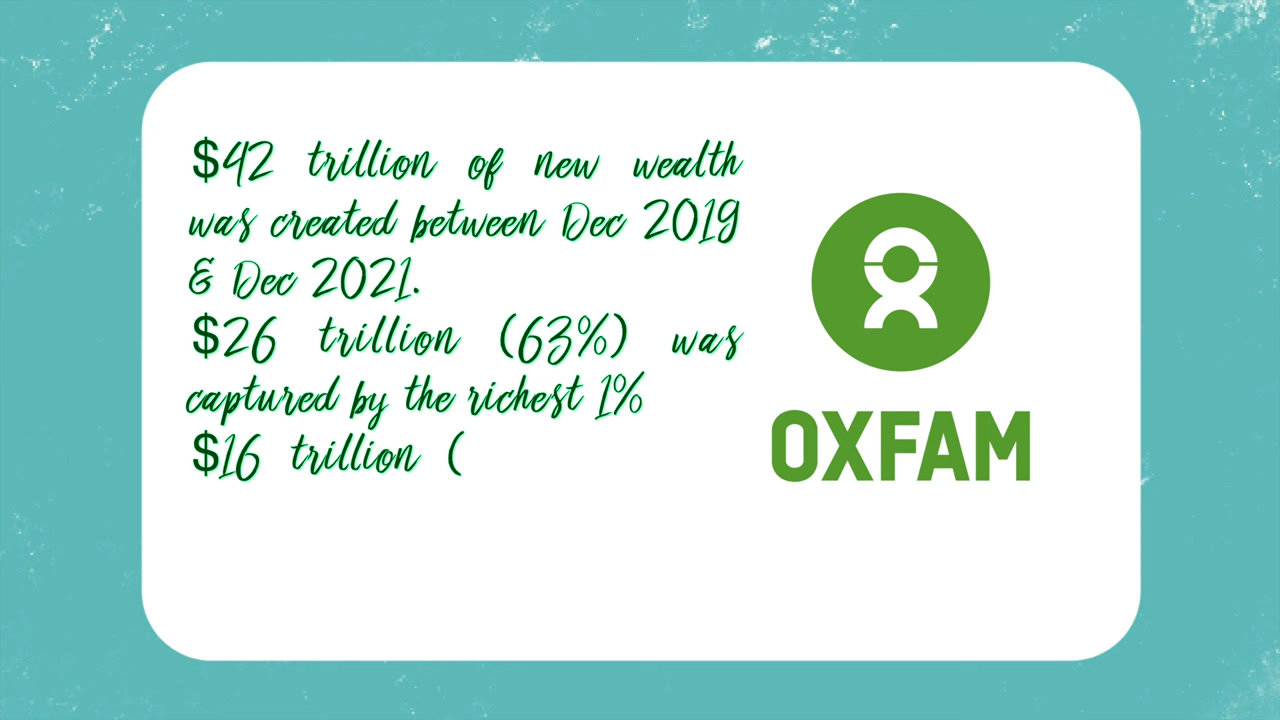 $42 trillion of new wealth
was created between Dec 2019
& Dec 2021.
$26 trillion (63%) was
captured by the richest 1%
$16 trillion (
OXFAM